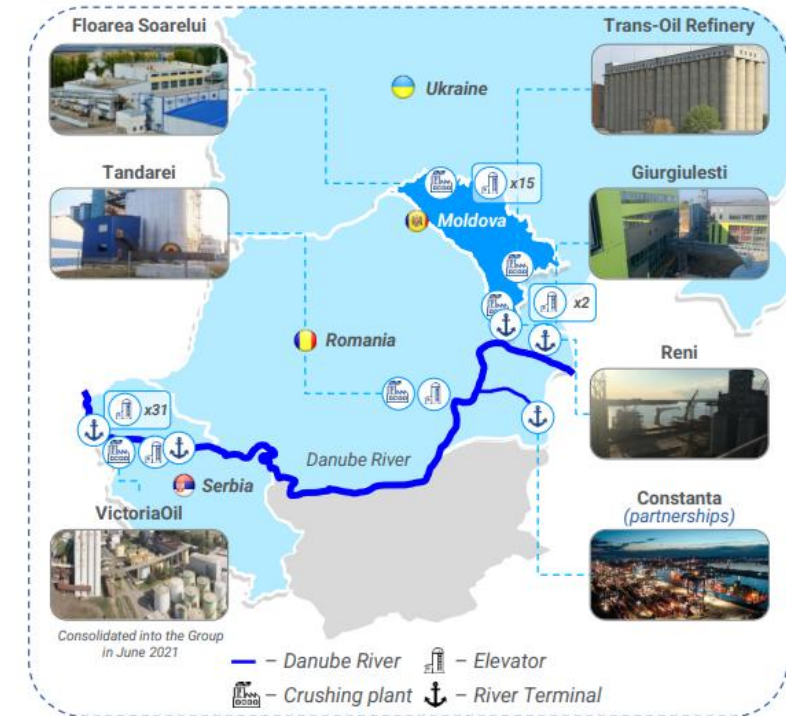 Floarea Soarelui
Trans-Oil Refinery
Ukraine
Tandarei
x15
Giurgiulesti
Moldova
x2
Romania
Reni
x31
Danube River
Serbia
VictoriaOil
Constanta
(partnerships)
Consolidated into the Group
in June 2021
– Danube River
– Elevator
– Crushing plant
– River Terminal